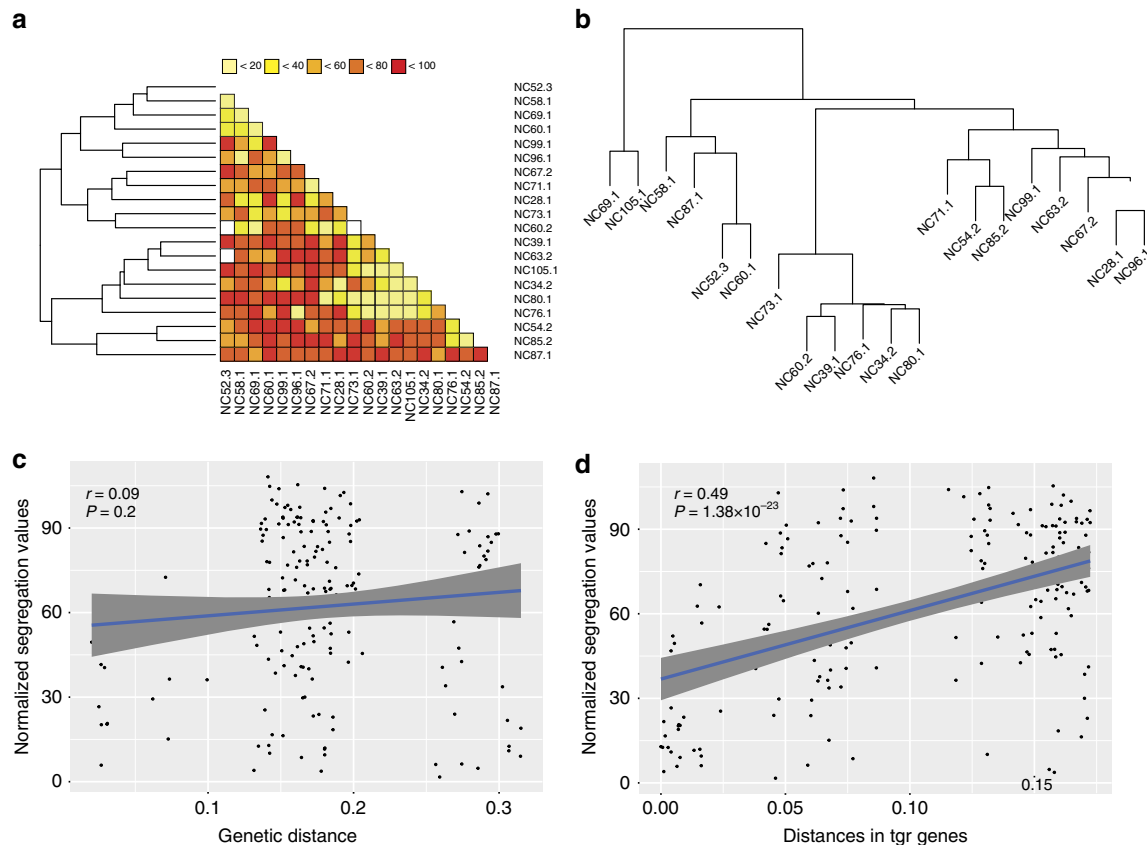 a
< 20 < 40 < 60 < 80 < 100
NC52.3
NC58.1
NC69.1
NC60.1
NC99.1
NC96.1
NC67.2
NC71.1
NC28.1
NC73.1
NC60.2
NC39.1
NC63.2
NC105.1
NC34.2
NC80.1
NC76.1
NC54.2
NC85.2
NC87.1
NC52.3
NC58.1
NC69.1
NC60.1
NC99.1
NC96.1
NC67.2
NC71.1
NC28.1
NC73.1
NC60.2
NC39.1
NC63.2
NC105.1
NC34.2
NC80.1
NC76.1
NC54.2
NC85.2
NC87.1
b
NC69.1
NC105.1
NC58.1
NC87.1
NC52.3
NC60.1
NC73.1
NC60.2
NC39.1
NC76.1
NC34.2
NC80.1
NC71.1
NC54.2
NC85.2
NC99.1
NC63.2
NC67.2
NC28.1
NC96.1
c
r = 0.09
P = 0.2
Normalized segregation values
90
60
30
0
0.1 0.2 0.3
Genetic distance
d
r = 0.49
P = 1.38×10⁻²³
Normalized segregation values
90
60
30
0
0.00 0.05 0.10 0.15
Distances in tgr genes